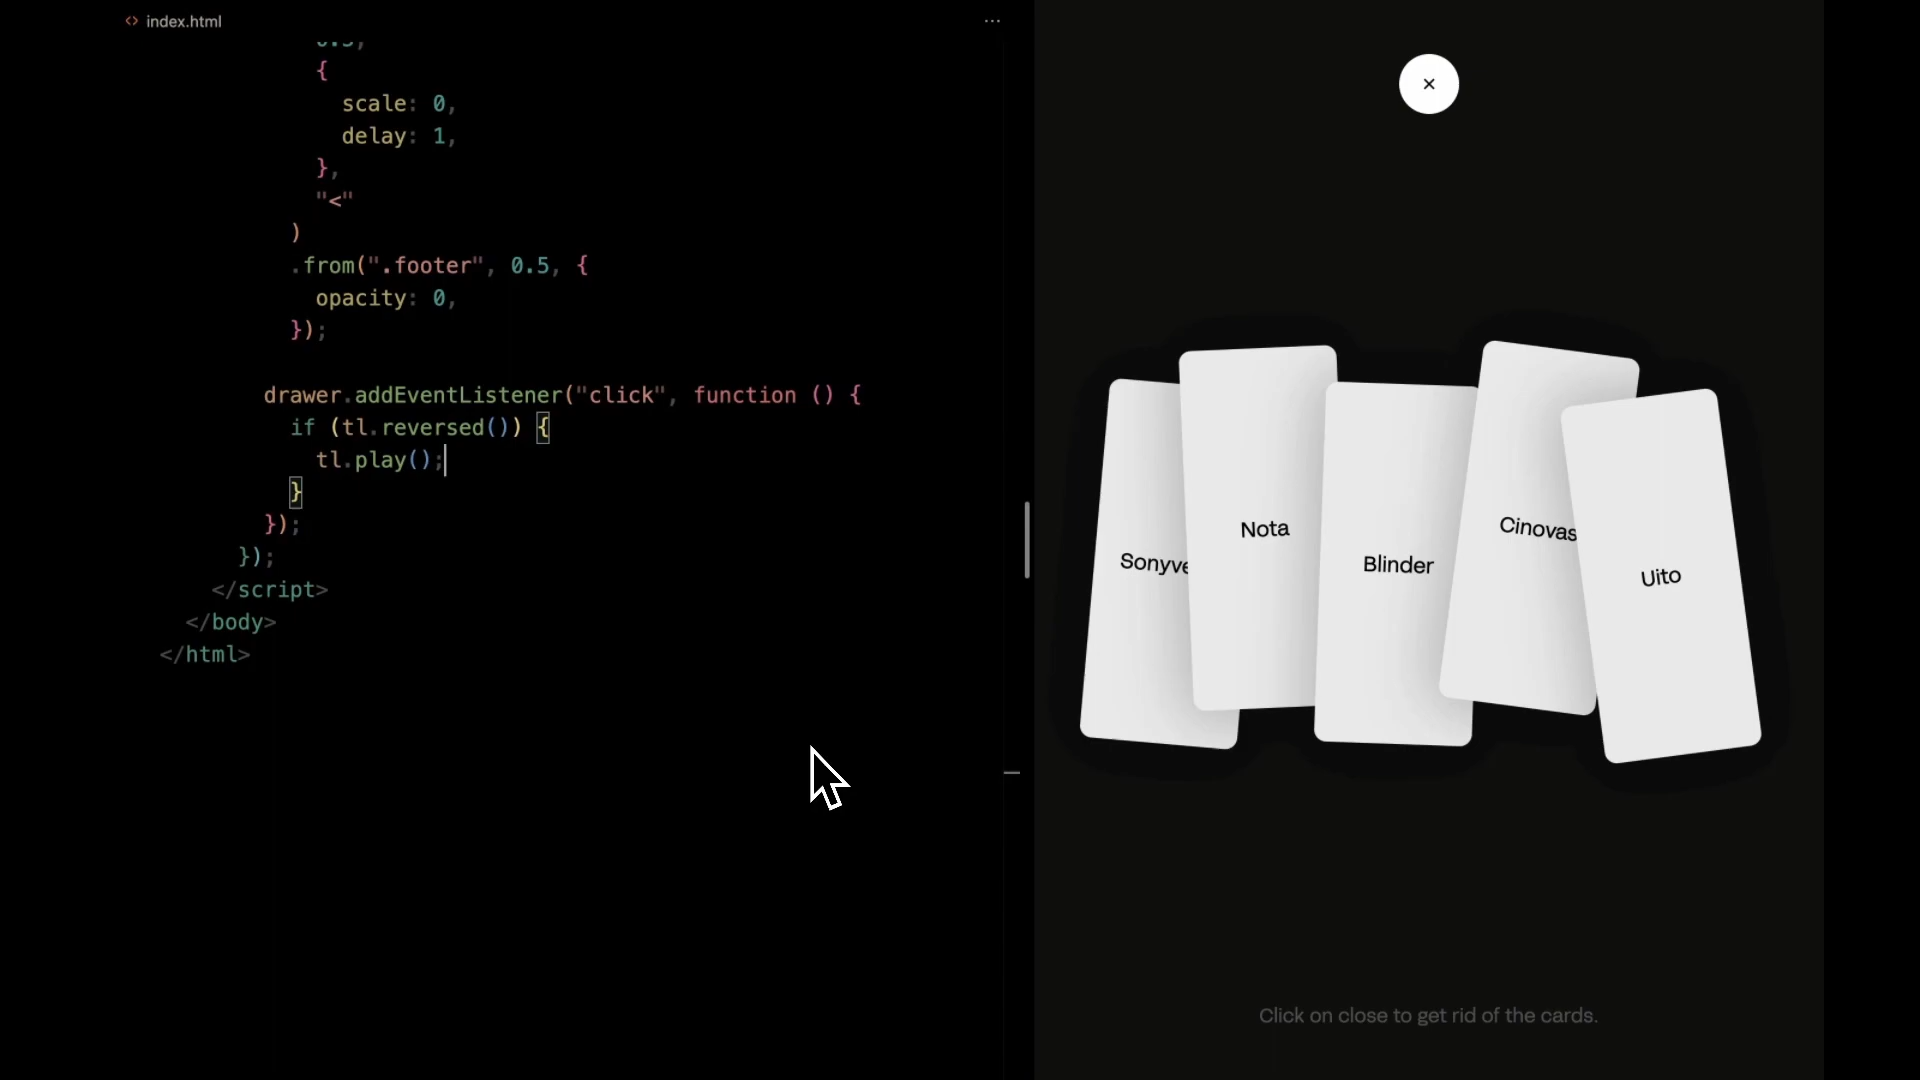 index.html
...
{
scale: 0,
delay: 1,
},
"<"
)
.from(".footer", 0.5, {
opacity: 0,
});
drawer.addEventListener("click", function () {
if (tl.reversed()) {
tl.play();
}
});
});
</script>
</body>
</html>
×
Sonyve
Nota
Blinder
Cinovas
Uito
Click on close to get rid of the cards.